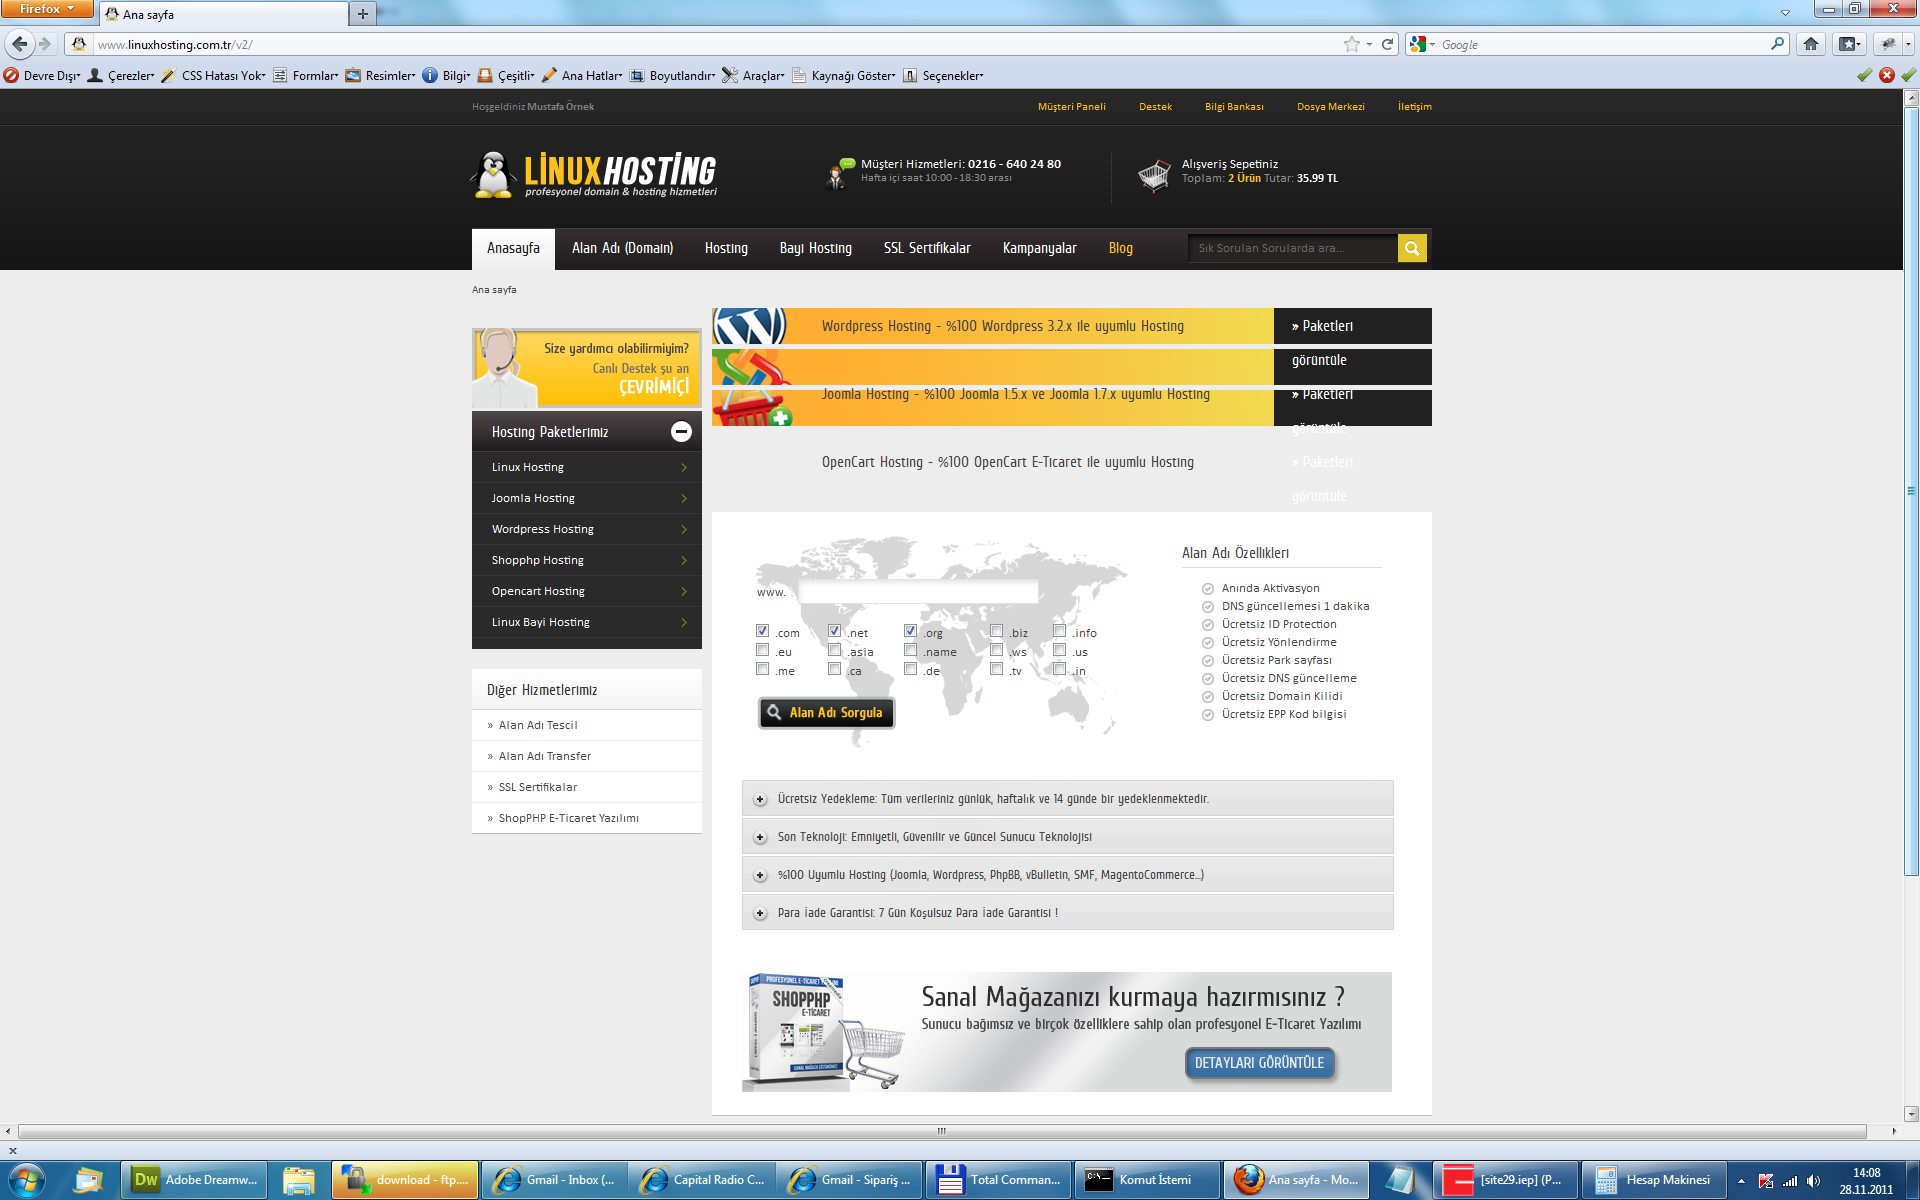 Firefox
Ana sayfa
www.linuxhosting.com.tr/v2/
Google
Devre Dışı
Çerezler
CSS Hatası Yok
Formlar
Resimler
Bilgi
Çeşitli
Ana Hatlar
Boyutlandır
Araçlar
Kaynağı Göster
Seçenekler
Hoşgeldiniz Mustafa Örnek
Müşteri Paneli
Destek
Bilgi Bankası
Dosya Merkezi
İletişim
LİNUXHOSTİNG
profesyonel domain & hosting hizmetleri
Müşteri Hizmetleri: 0216 - 640 24 80
Hafta içi saat 10:00 - 18:30 arası
Alışveriş Sepetiniz
Toplam: 2 Ürün Tutar: 35.99 TL
Anasayfa
Alan Adı (Domain)
Hosting
Bayi Hosting
SSL Sertifikalar
Kampanyalar
Blog
Sık Sorulan Sorularda ara...
Ana sayfa
Size yardımcı olabilirmiyim?
Canlı Destek şu an
ÇEVRİMİÇİ
Hosting Paketlerimiz
Linux Hosting
Joomla Hosting
Wordpress Hosting
Shopphp Hosting
Opencart Hosting
Linux Bayi Hosting
Diğer Hizmetlerimiz
» Alan Adı Tescil
» Alan Adı Transfer
» SSL Sertifikalar
» ShopPHP E-Ticaret Yazılımı
Wordpress Hosting - %100 Wordpress 3.2.x ile uyumlu Hosting
» Paketleri
görüntüle
Joomla Hosting - %100 Joomla 1.5.x ve Joomla 1.7.x uyumlu Hosting
» Paketleri
görüntüle
OpenCart Hosting - %100 OpenCart E-Ticaret ile uyumlu Hosting
» Paketleri
görüntüle
www.
.com .net .org .biz .info
.eu .asia .name .ws .us
.me .ca .de .tv .in
Alan Adı Sorgula
Alan Adı Özellikleri
Anında Aktivasyon
DNS güncellemesi 1 dakika
Ücretsiz ID Protection
Ücretsiz Yönlendirme
Ücretsiz Park sayfası
Ücretsiz DNS güncelleme
Ücretsiz Domain Kilidi
Ücretsiz EPP Kod bilgisi
Ücretsiz Yedekleme: Tüm verileriniz günlük, haftalık ve 14 günde bir yedeklenmektedir.
Son Teknoloji: Emniyetli, Güvenilir ve Güncel Sunucu Teknolojisi
%100 Uyumlu Hosting (Joomla, Wordpress, PhpBB, vBulletin, SMF, MagentoCommerce...)
Para İade Garantisi: 7 Gün Koşulsuz Para İade Garantisi !
SHOPPHP
E-TİCARET
Sanal Mağazanızı kurmaya hazırmısınız ?
Sunucu bağımsız ve birçok özelliklere sahip olan profesyonel E-Ticaret Yazılımı
DETAYLARI GÖRÜNTÜLE
Dw
Adobe Dreamw...
download - ftp....
Gmail - Inbox (...
Capital Radio C...
Gmail - Sipariş ...
Total Comman...
Komut İstemi
Ana sayfa - Mo...
[site29.iep] (P...
Hesap Makinesi
14:08
28.11.2011